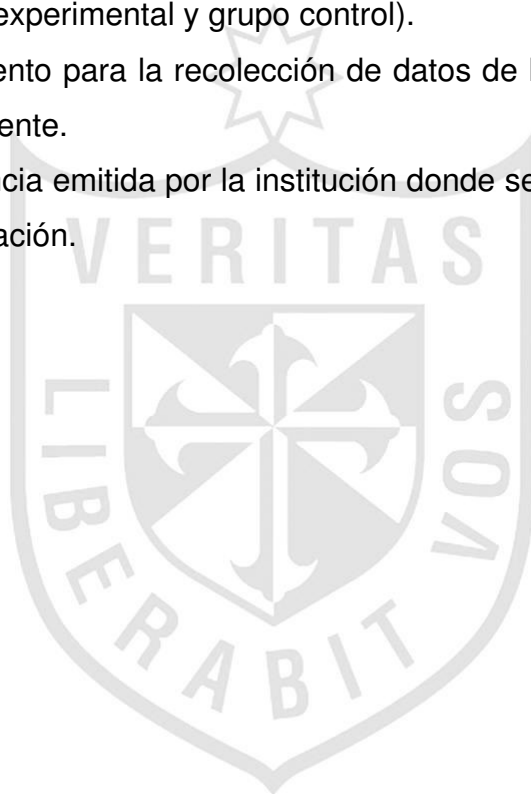 experimental y grupo control).
ento para la recolección de datos de
ente.
ncia emitida por la institución donde se
ación.
VERITAS
LIBERABIT VOS